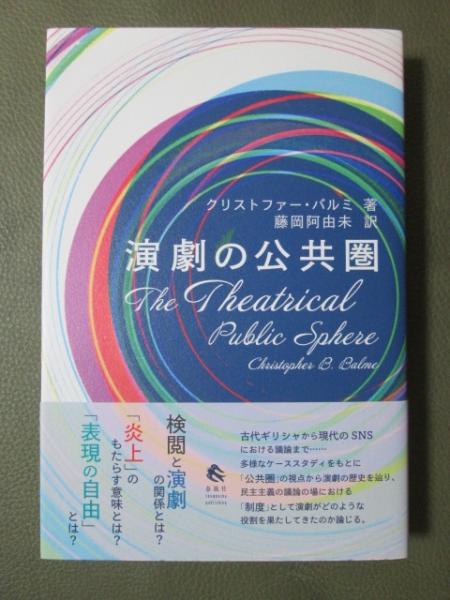 クリストファー・バルミ 著
藤岡阿由未 訳
演劇の公共圏
The Theatrical
Public Sphere
Christopher B. Balme
検閲と演劇
の関係とは?
「炎上」の
もたらす意味とは?
「表現の自由」
とは?
春風社
古代ギリシャから現代のSNS
における議論まで……
多様なケーススタディをもとに
「公共圏」の視点から演劇の歴史を辿り、
民主主義の議論の場における
「制度」として演劇がどのような
役割を果たしてきたのか論じる。